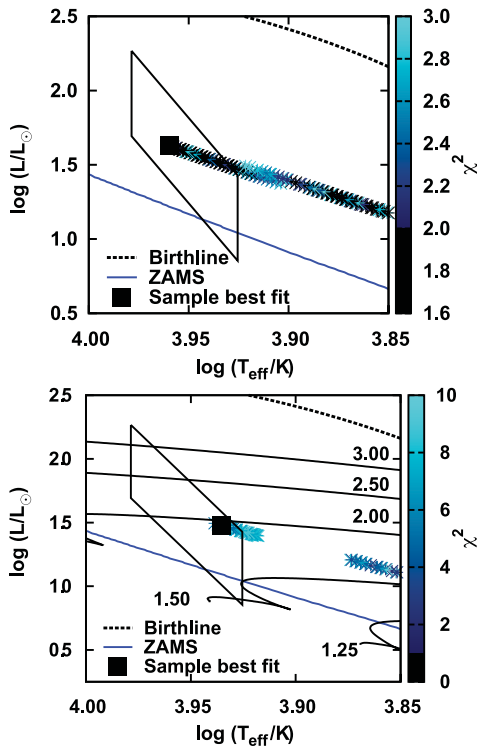 3.0
2.5
2.8
2.0
2.6
log (L/L☉)
1.5
2.4
χ²
2.2
1.0
Birthline
2.0
ZAMS
1.8
Sample best fit
0.5
1.6
4.00 3.95 3.90 3.85
log (Teff/K)
2.5
10
3.00
2.0
2.50
8
2.00
1.5
6
log (L/L☉)
χ²
1.0
1.50
4
Birthline
1.25
2
ZAMS
0.5
Sample best fit
0
4.00 3.95 3.90 3.85
log (Teff/K)